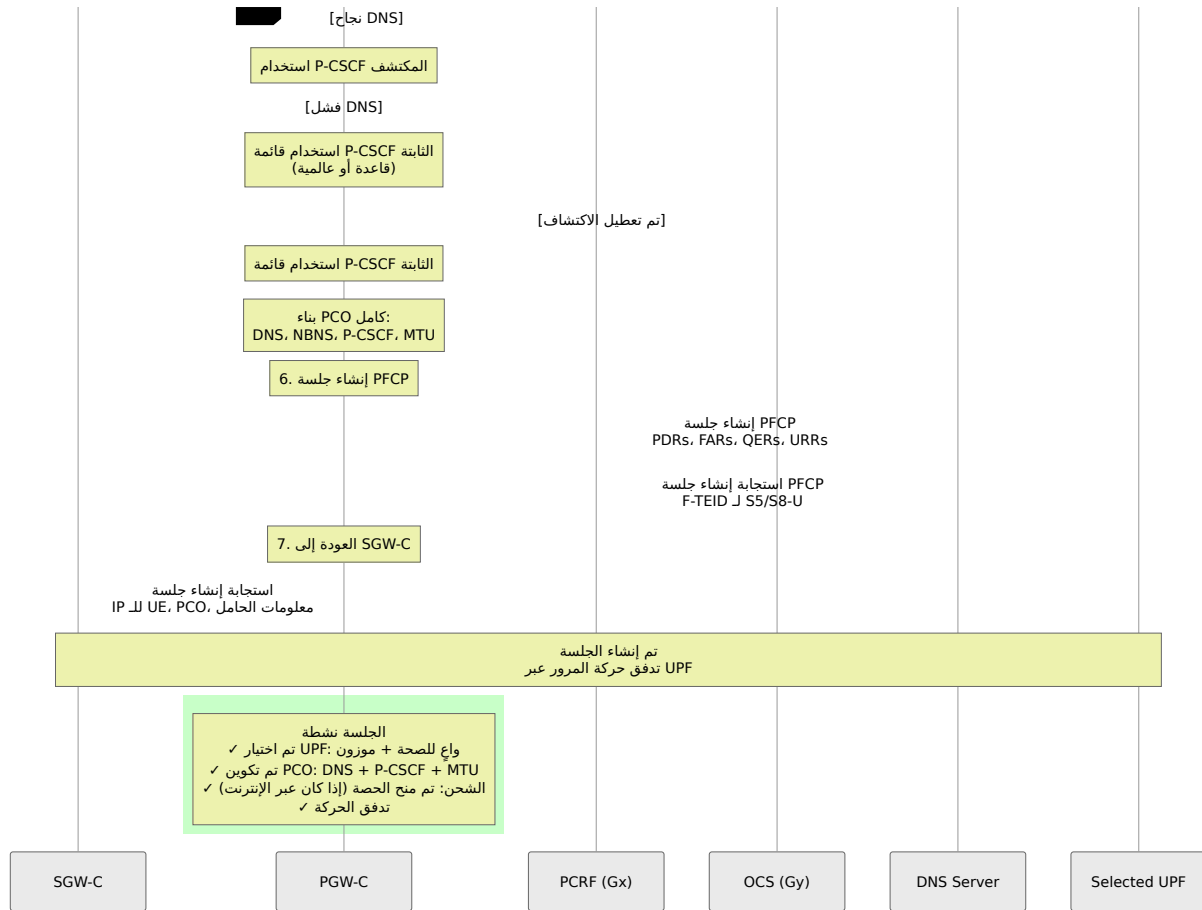 [نجاح DNS]
استخدام P-CSCF المكتشف
[فشل DNS]
استخدام قائمة P-CSCF الثابتة
(قاعدة أو عالمية)
[تم تعطيل الاكتشاف]
استخدام قائمة P-CSCF الثابتة
بناء PCO كامل:
DNS، NBNS، P-CSCF، MTU
6. إنشاء جلسة PFCP
إنشاء جلسة PFCP
PDRs، FARs، QERs، URRs
استجابة إنشاء جلسة PFCP
F-TEID لـ S5/S8-U
7. العودة إلى SGW-C
استجابة إنشاء جلسة
IP للـ UE، PCO، معلومات الحامل
تم إنشاء الجلسة
تدفق حركة المرور عبر UPF
الجلسة نشطة
✓ تم اختيار UPF: واعٍ للصحة + موزون
✓ تم تكوين PCO: DNS + P-CSCF + MTU
✓ الشحن: تم منح الحصة (إذا كان عبر الإنترنت)
✓ تدفق الحركة
SGW-C
PGW-C
PCRF (Gx)
OCS (Gy)
DNS Server
Selected UPF